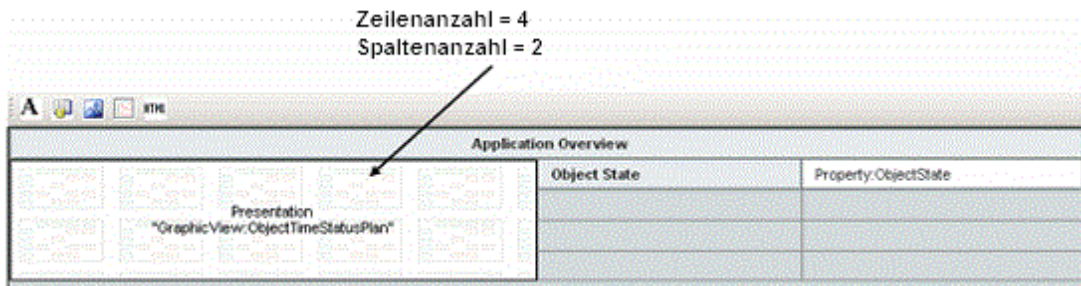 Zeilenanzahl = 4
Spaltenanzahl = 2
A HTML
Application Overview
Presentation
"GraphicView:ObjectTimeStatusPlan"
Object State
Property:ObjectState